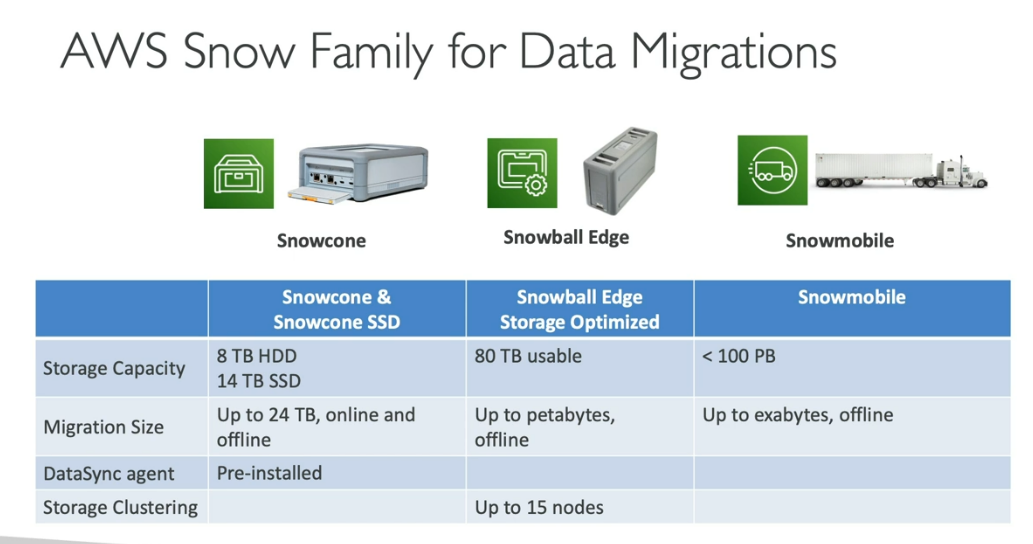 AWS Snow Family for Data Migrations
Snowcone
Snowball Edge
Snowmobile
Snowcone &
Snowcone SSD
Snowball Edge
Storage Optimized
Snowmobile
Storage Capacity
8 TB HDD
14 TB SSD
80 TB usable
< 100 PB
Migration Size
Up to 24 TB, online and
offline
Up to petabytes,
offline
Up to exabytes, offline
DataSync agent
Pre-installed
Storage Clustering
Up to 15 nodes